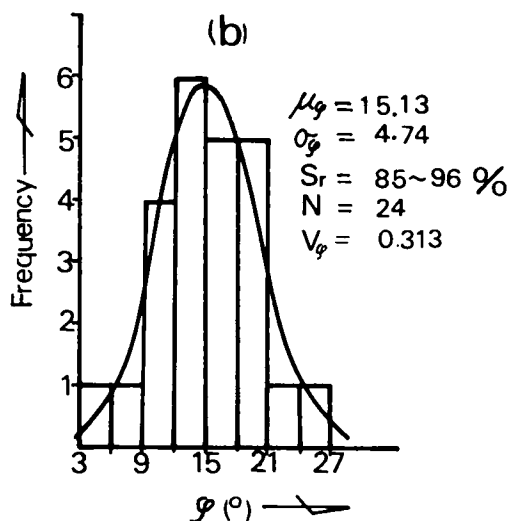 (b)
μφ = 15.13
σφ = 4.74
Sr = 85~96 %
N = 24
Vφ = 0.313
Frequency
6
5
4
3
2
1
3 9 15 21 27
φ (°)